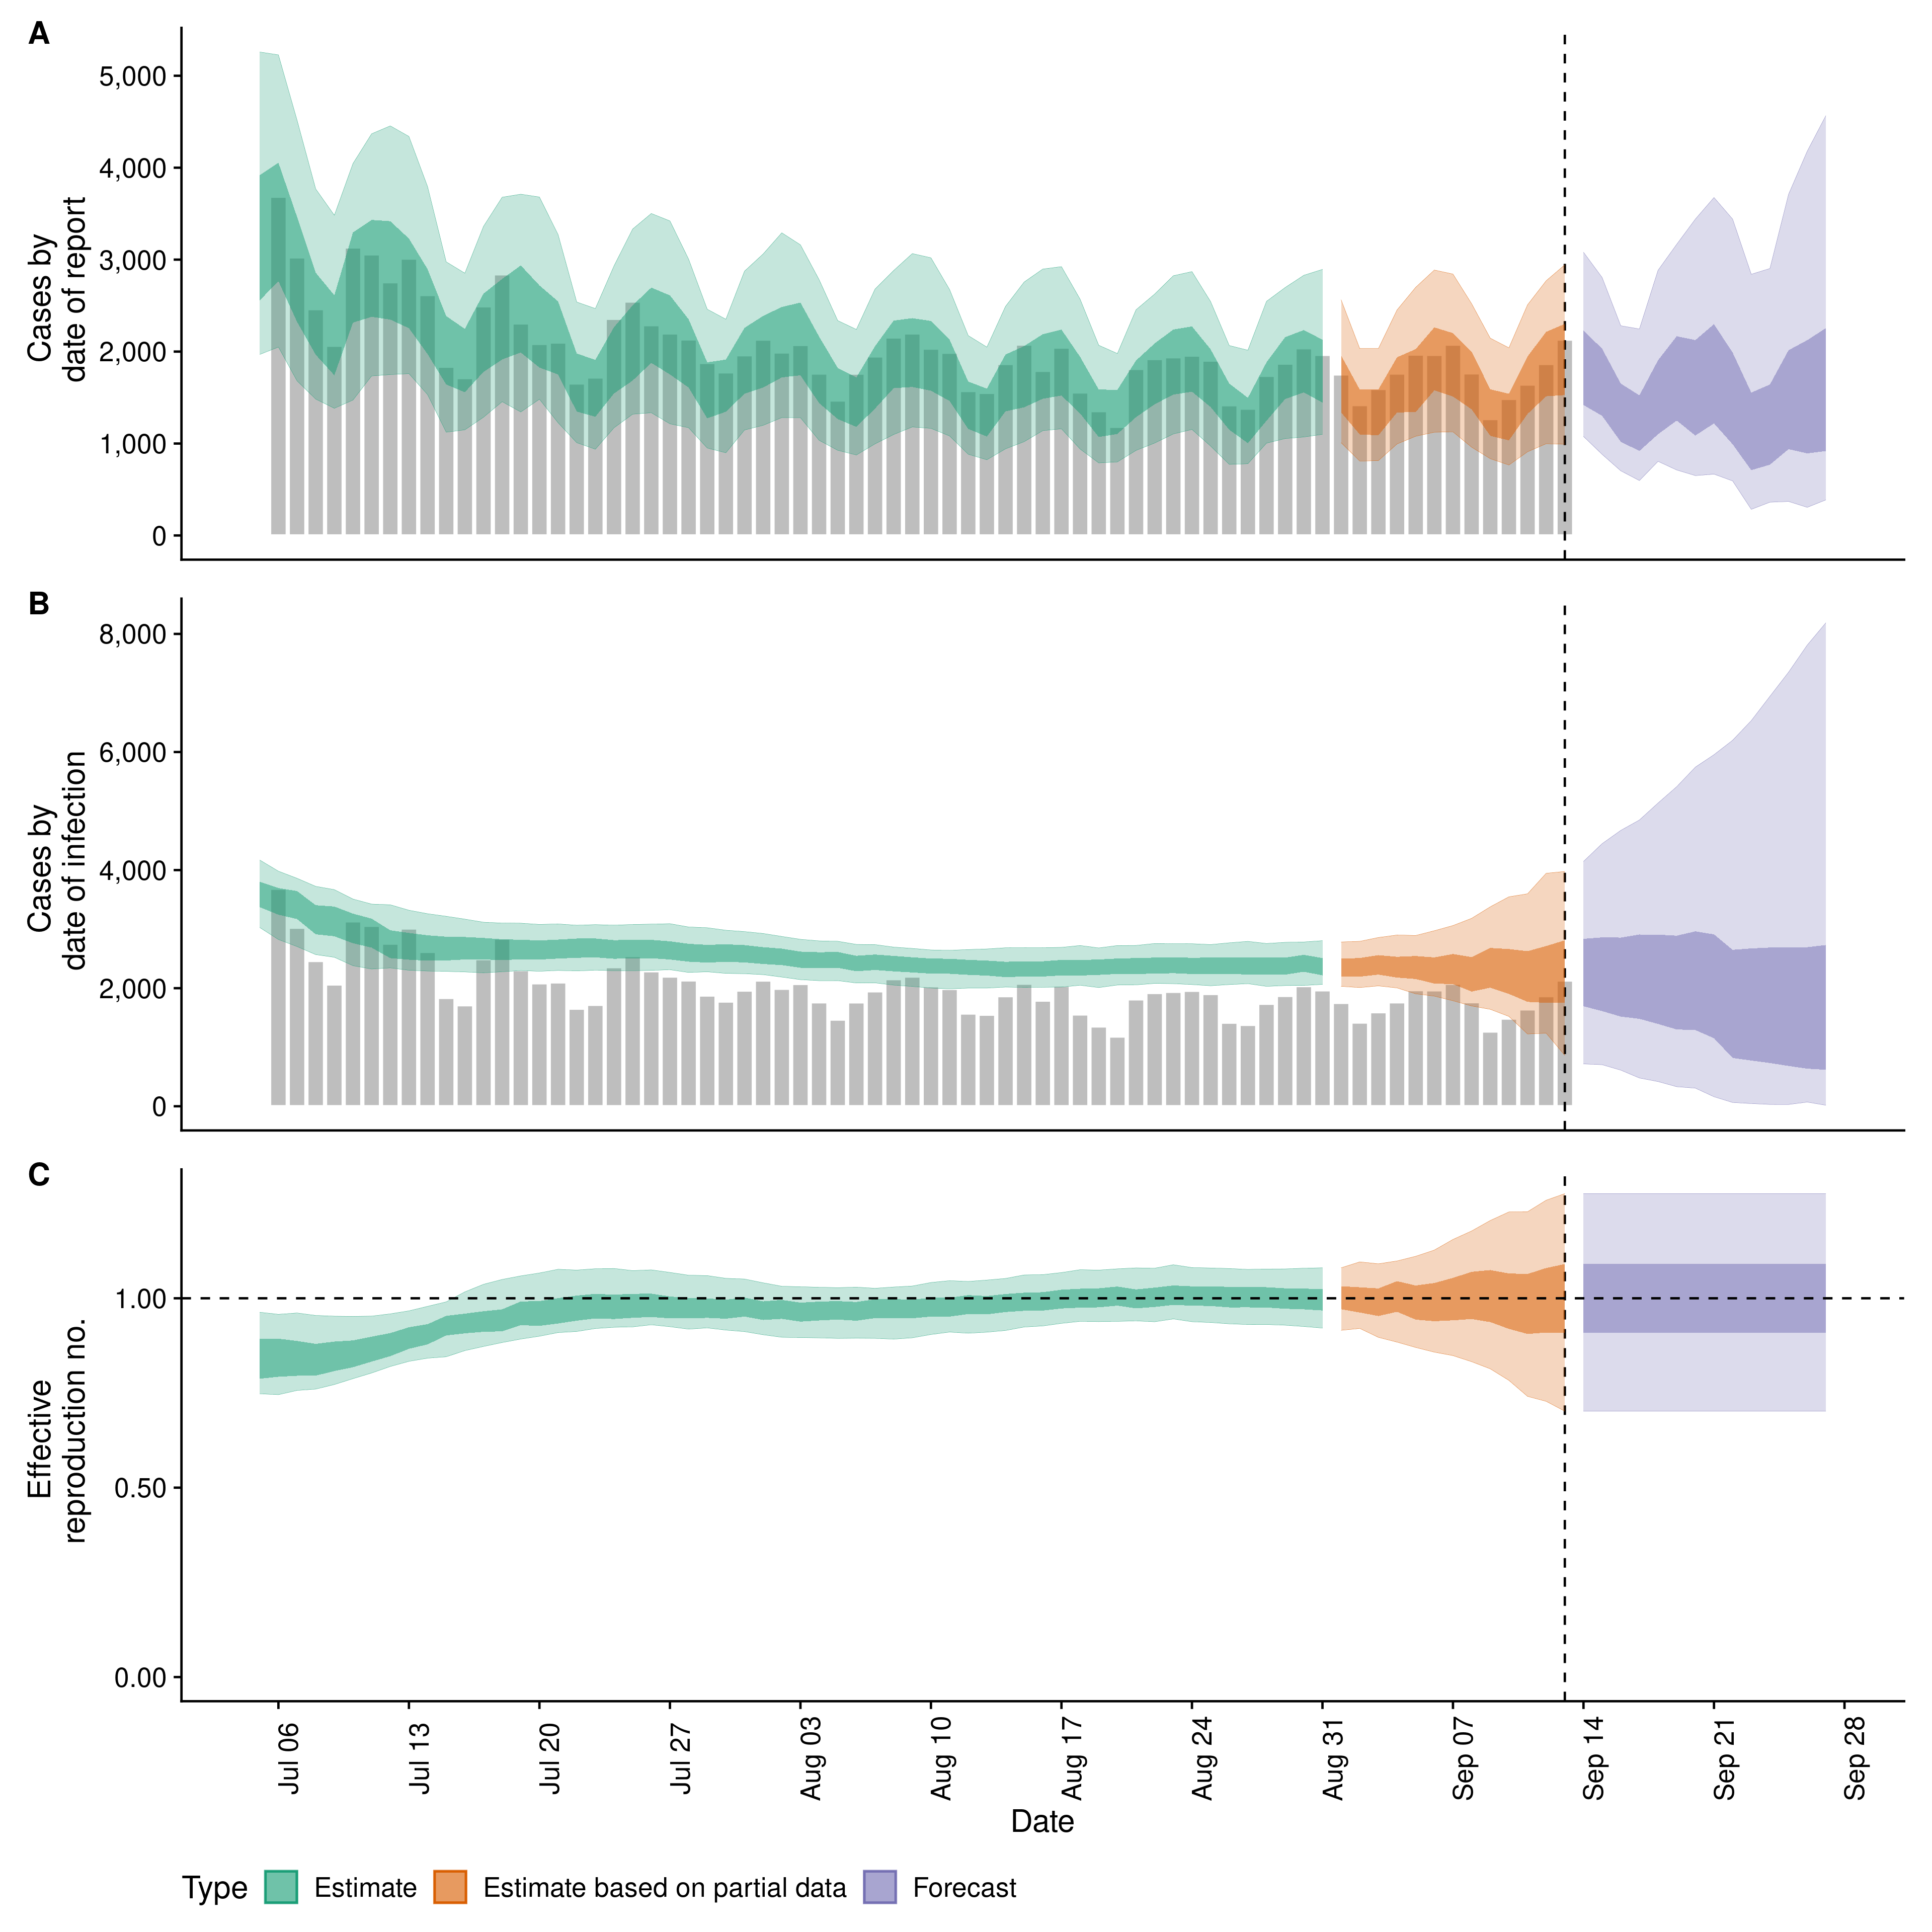 A
5,000
4,000
3,000
2,000
1,000
0
Cases by
date of report
B
8,000
6,000
4,000
2,000
0
Cases by
date of infection
C
1.00
0.50
0.00
Effective
reproduction no.
Jul 06
Jul 13
Jul 20
Jul 27
Aug 03
Aug 10
Aug 17
Aug 24
Aug 31
Sep 07
Sep 14
Sep 21
Sep 28
Date
Type Estimate Estimate based on partial data Forecast